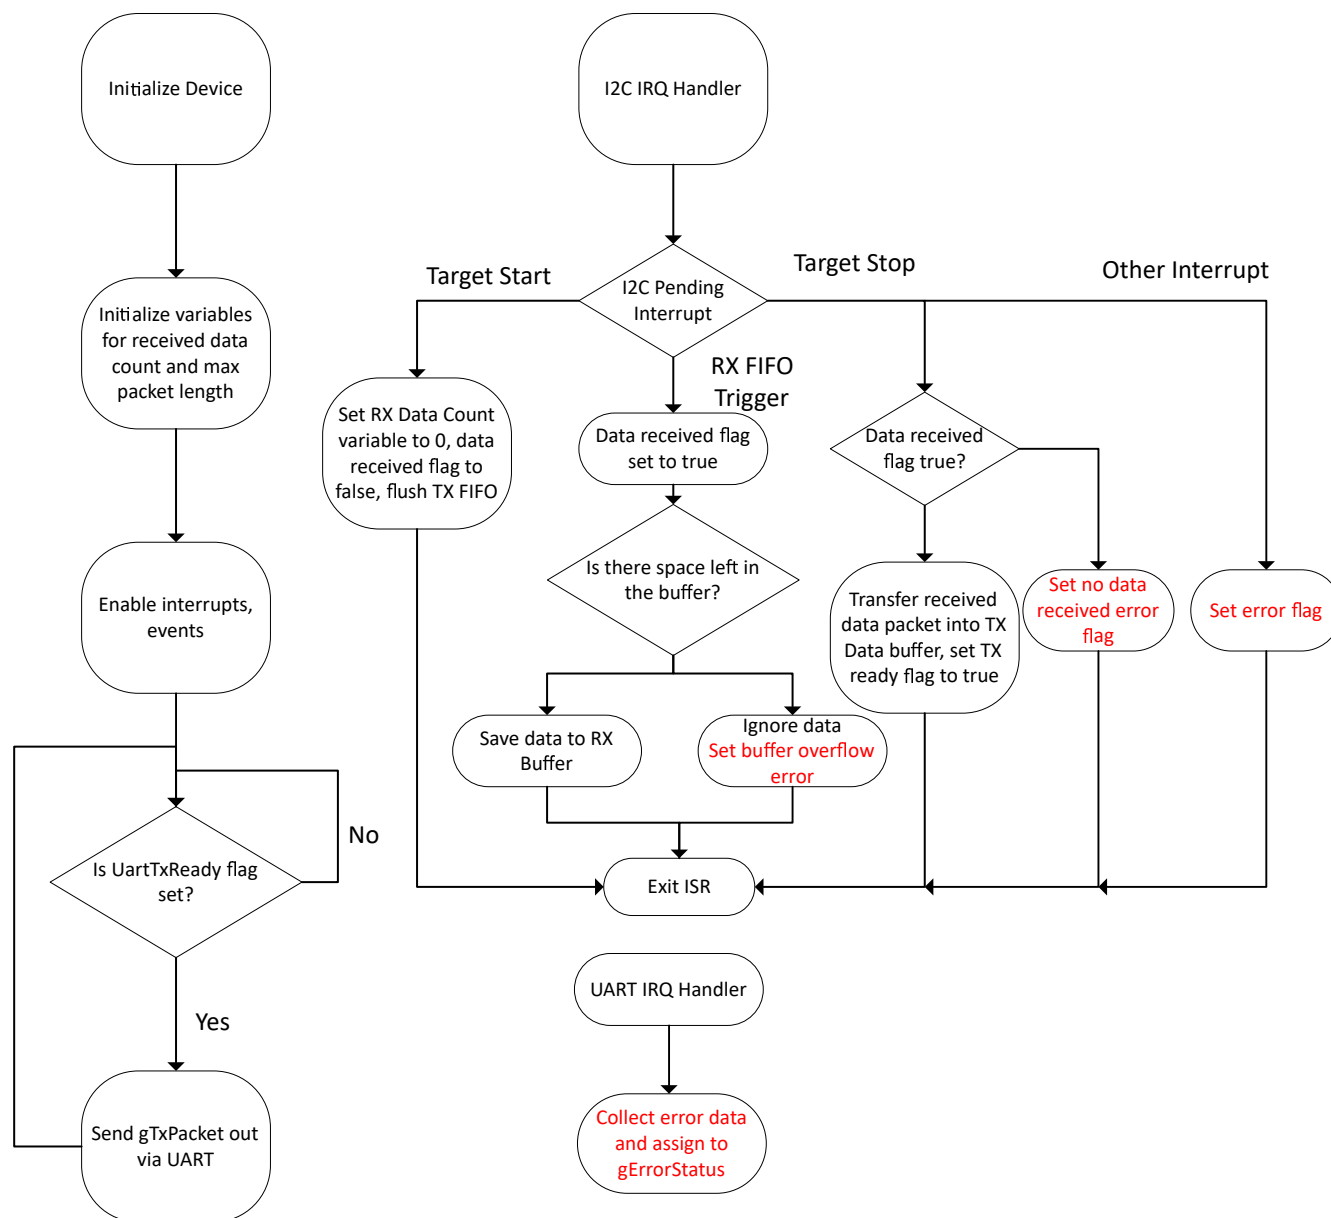 Initialize Device
Initialize variables
for received data
count and max
packet length
Enable interrupts,
events
Is UartTxReady flag
set?
No
Yes
Send gTxPacket out
via UART
I2C IRQ Handler
I2C Pending
Interrupt
Target Start
Target Stop
Other Interrupt
RX FIFO
Trigger
Set RX Data Count
variable to 0, data
received flag to
false, flush TX FIFO
Data received flag
set to true
Is there space left in
the buffer?
Save data to RX
Buffer
Ignore data
Set buffer overflow
error
Data received
flag true?
Transfer received
data packet into TX
Data buffer, set TX
ready flag to true
Set no data
received error
flag
Set error flag
Exit ISR
UART IRQ Handler
Collect error data
and assign to
gErrorStatus